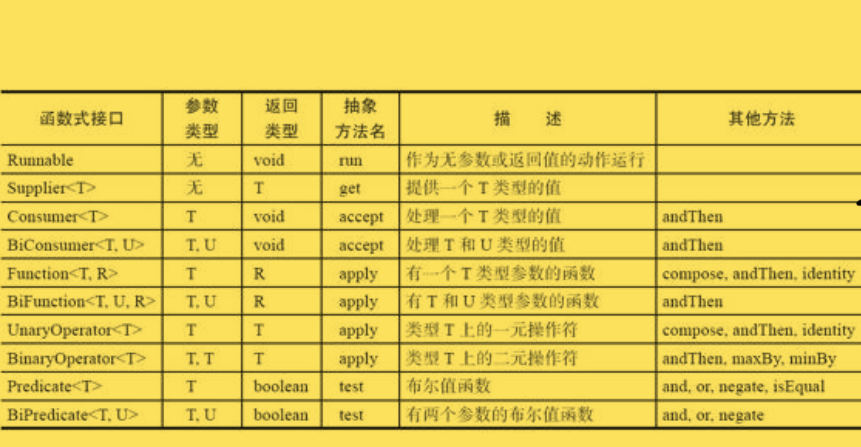 函数式接口 参数类型 返回类型 抽象方法名 描 述 其他方法
Runnable 无 void run 作为无参数或返回值的动作运行
Supplier<T> 无 T get 提供一个 T 类型的值
Consumer<T> T void accept 处理一个 T 类型的值 andThen
BiConsumer<T, U> T, U void accept 处理 T 和 U 类型的值 andThen
Function<T, R> T R apply 有一个 T 类型参数的函数 compose, andThen, identity
BiFunction<T, U, R> T, U R apply 有 T 和 U 类型参数的函数 andThen
UnaryOperator<T> T T apply 类型 T 上的一元操作符 compose, andThen, identity
BinaryOperator<T> T, T T apply 类型 T 上的二元操作符 andThen, maxBy, minBy
Predicate<T> T boolean test 布尔值函数 and, or, negate, isEqual
BiPredicate<T, U> T, U boolean test 有两个参数的布尔值函数 and, or, negate